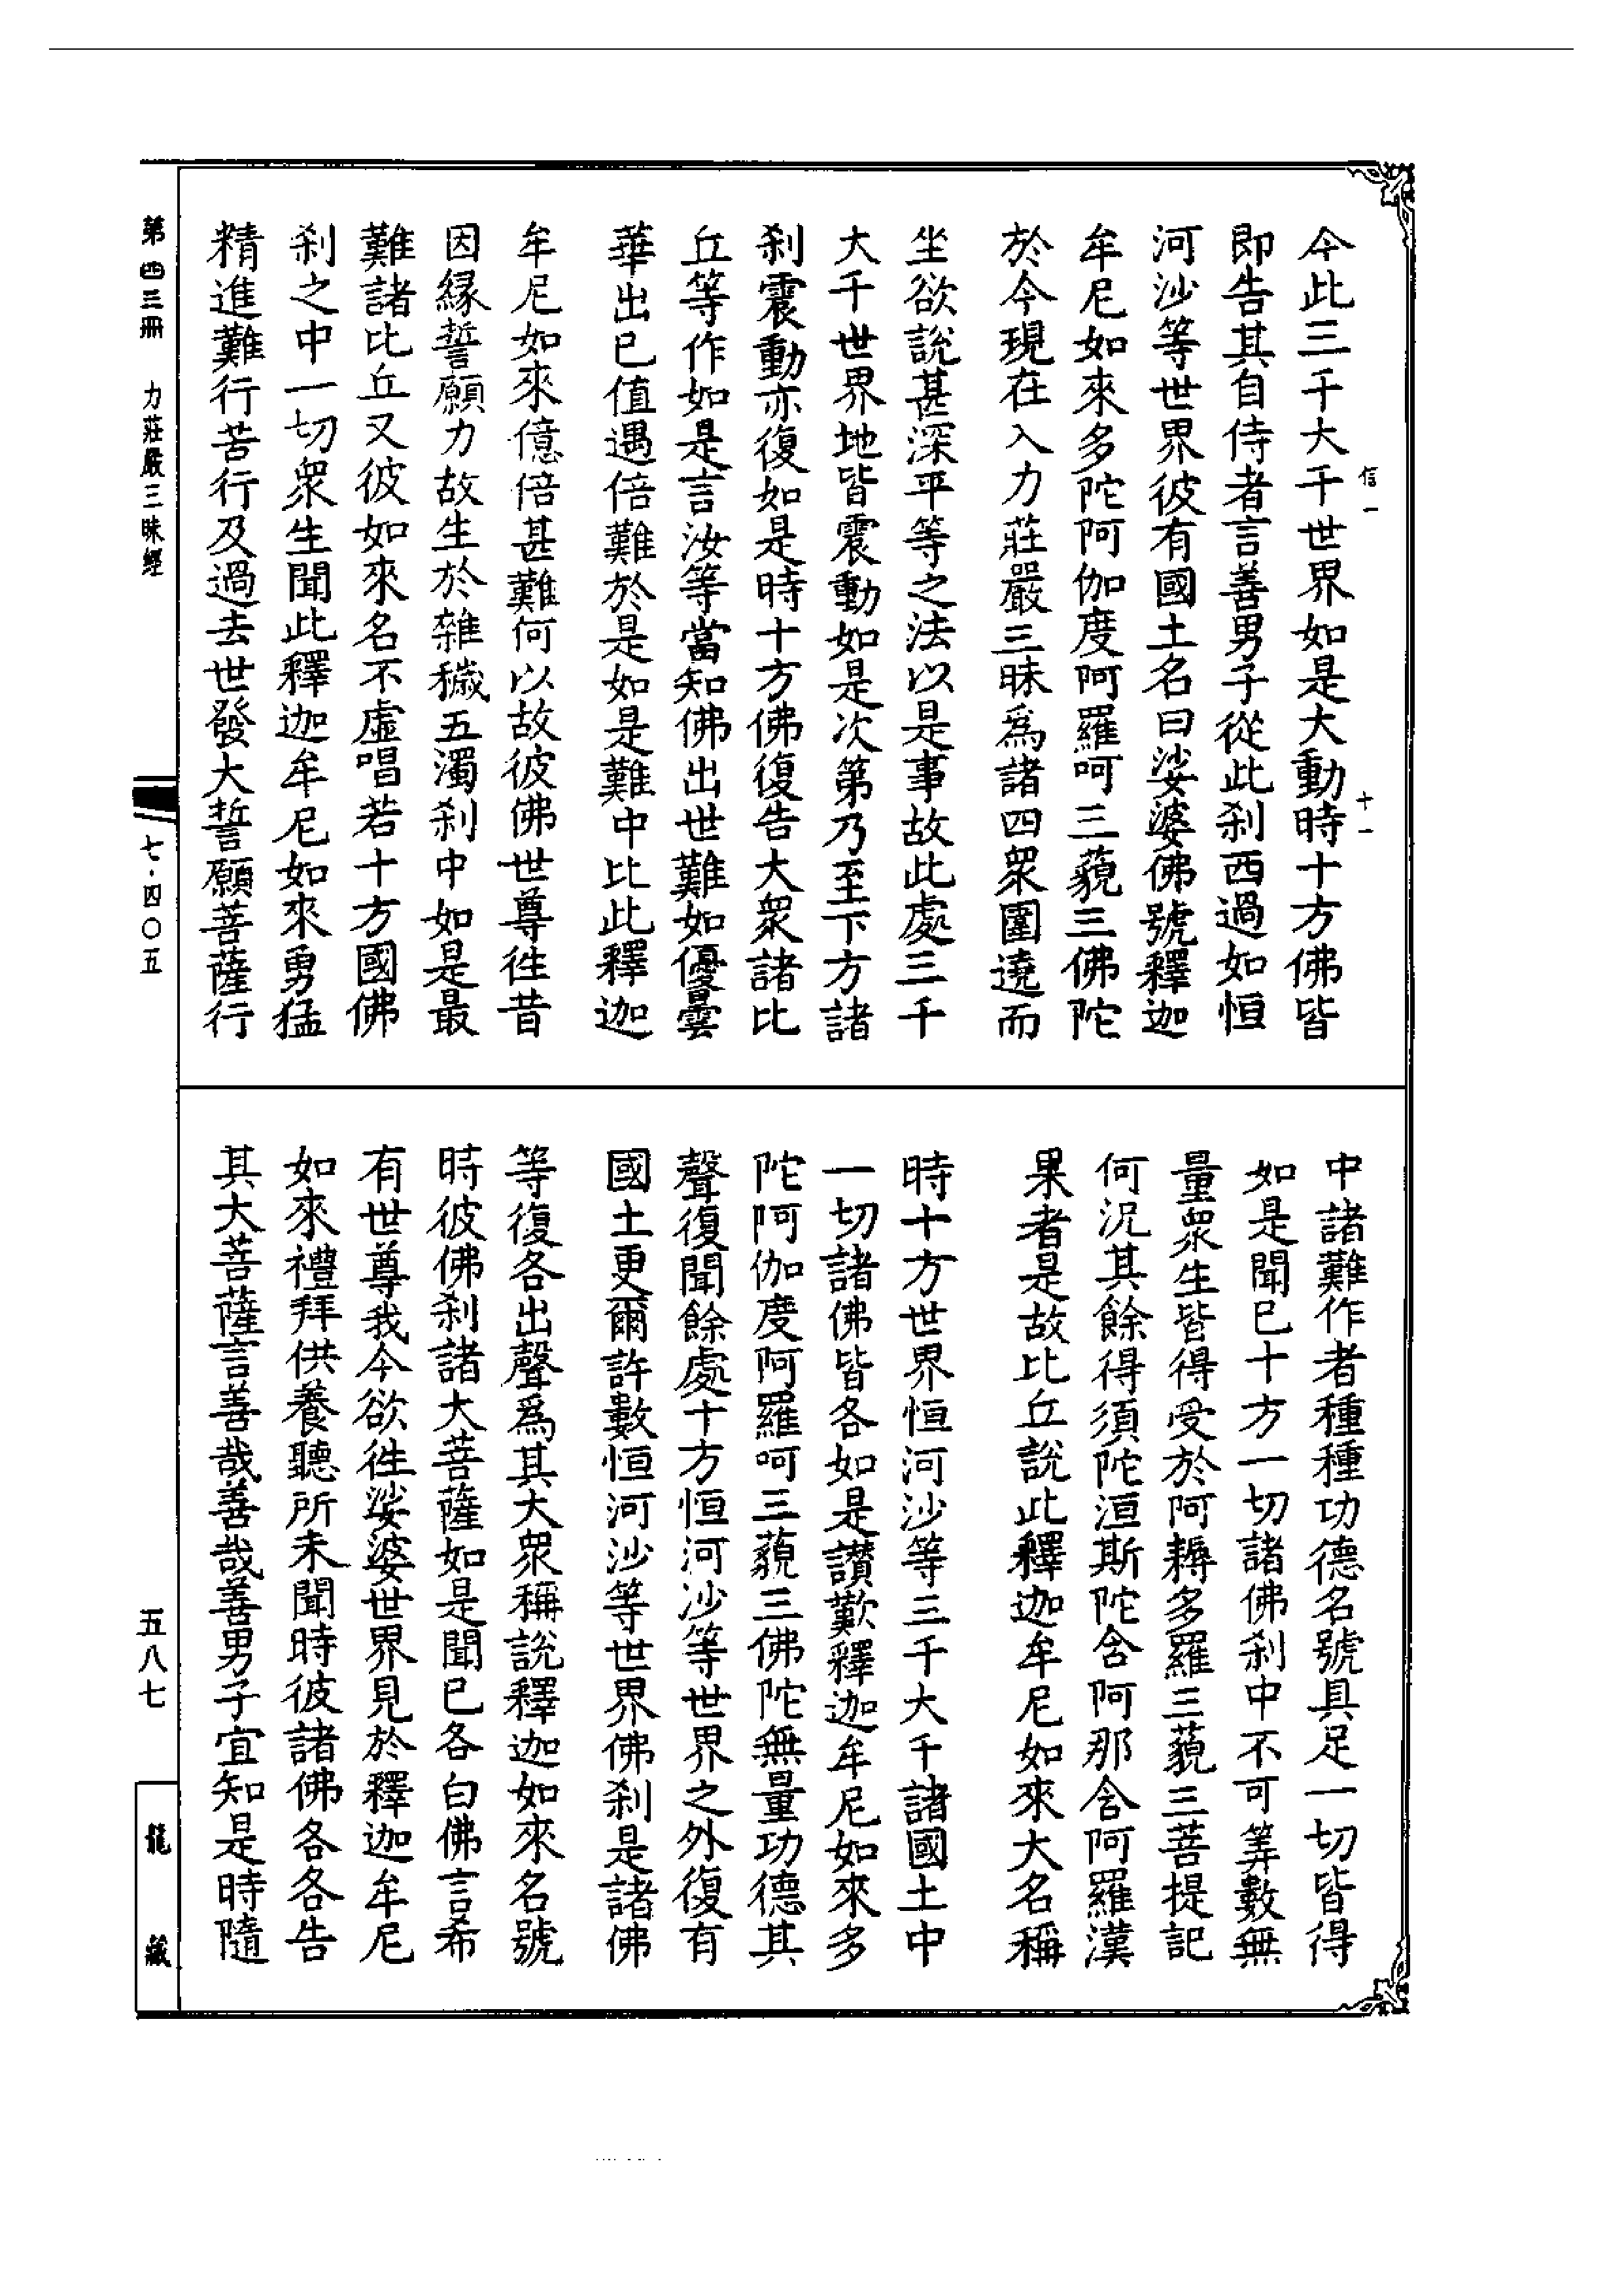 今此三千大千世界如是大動時十方佛皆
信一
十一
即告其自侍者言善男子從此刹西過如恒
河沙等世界彼有國土名曰娑婆佛號釋迦
牟尼如來多陀阿伽度阿羅呵三藐三佛陀
於今現在入力莊嚴三昧爲諸四衆圍遶而
坐欲說甚深平等之法以是事故此處三千
大千世界地皆震動如是次第乃至下方諸
刹震動亦復如是時十方佛復告大衆諸比
丘等作如是言汝等當知佛出世難如優曇
華出已值遇倍難於是如是難中比此釋迦
牟尼如來億倍甚難何以故彼佛世尊往昔
因緣誓願力故生於雜穢五濁刹中如是最
難諸比丘又彼如來名不虛唱若十方國佛
刹之中一切衆生聞此釋迦牟尼如來勇猛
精進難行苦行及過去世發大誓願菩薩行
中諸難作者種種功德名號具足一切皆得
如是聞已十方一切諸佛刹中不可筭數無
量衆生皆得受於阿耨多羅三藐三菩提記
何況其餘得須陀洹斯陀含阿那含阿羅漢
果者是故比丘說此釋迦牟尼如來大名稱
時十方世界恒河沙等三千大千諸國土中
一切諸佛皆各如是讃歎釋迦牟尼如來多
陀阿伽度阿羅呵三藐三佛陀無量功德其
聲復聞餘處十方恒河沙等世界之外復有
國土更爾許數恒河沙等世界佛刹是諸佛
等復各出聲爲其大衆稱說釋迦如來名號
時彼佛刹諸大菩薩如是聞已各白佛言希
有世尊我今欲往娑婆世界見於釋迦牟尼
如來禮拜供養聽所未聞時彼諸佛各各告
其大菩薩言善哉善哉善男子宜知是時隨
第四三冊 力莊嚴三昧經
七·四〇五
五八七
龍藏